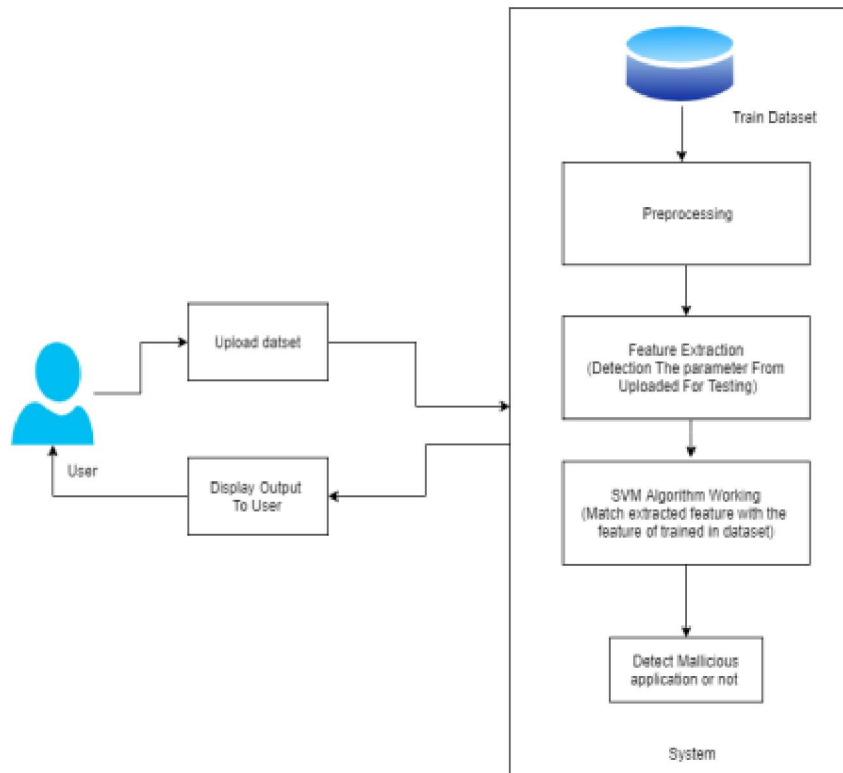 Train Dataset
Preprocessing
Upload datset
Feature Extraction
(Detection The parameter From
Uploaded For Testing)
User
Display Output
To User
SVM Algorithm Working
(Match extracted feature with the
feature of trained in dataset)
Detect Mallicious
application or not
System